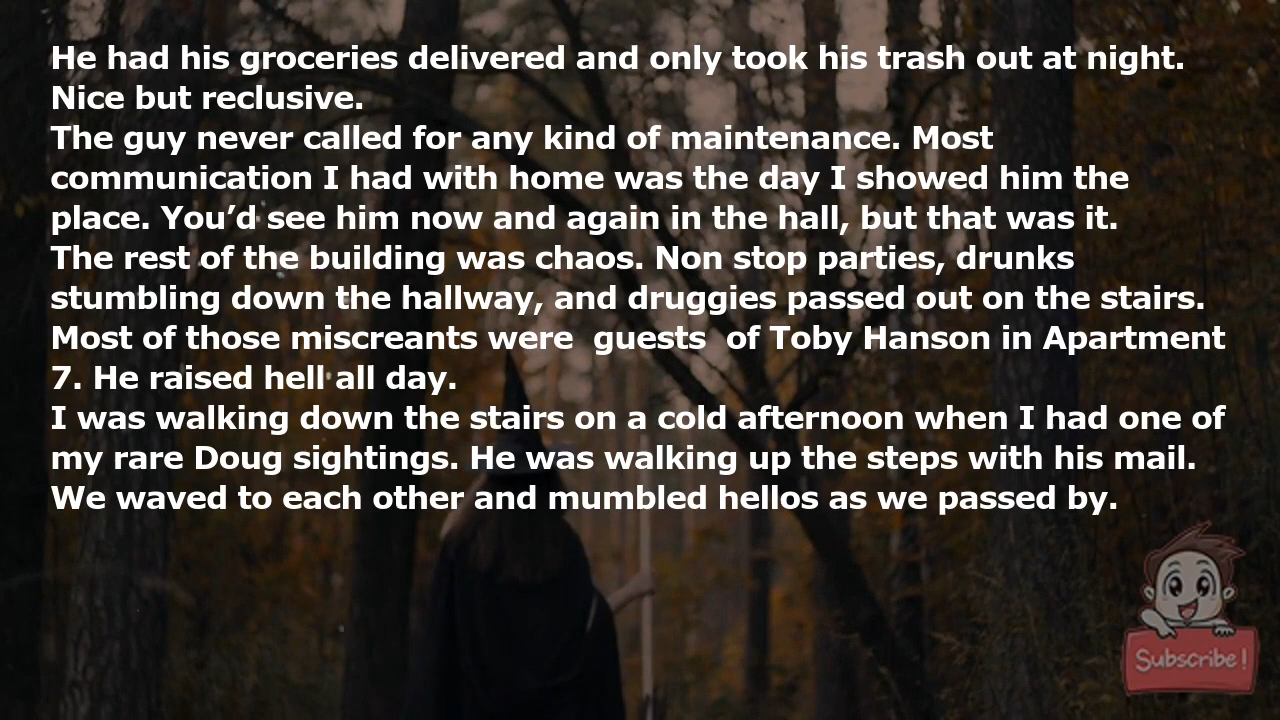 He had his groceries delivered and only took his trash out at night.
Nice but reclusive.
The guy never called for any kind of maintenance. Most
communication I had with home was the day I showed him the
place. You’d see him now and again in the hall, but that was it.
The rest of the building was chaos. Non stop parties, drunks
stumbling down the hallway, and druggies passed out on the stairs.
Most of those miscreants were  guests  of Toby Hanson in Apartment
7. He raised hell all day.
I was walking down the stairs on a cold afternoon when I had one of
my rare Doug sightings. He was walking up the steps with his mail.
We waved to each other and mumbled hellos as we passed by.
Subscribe!